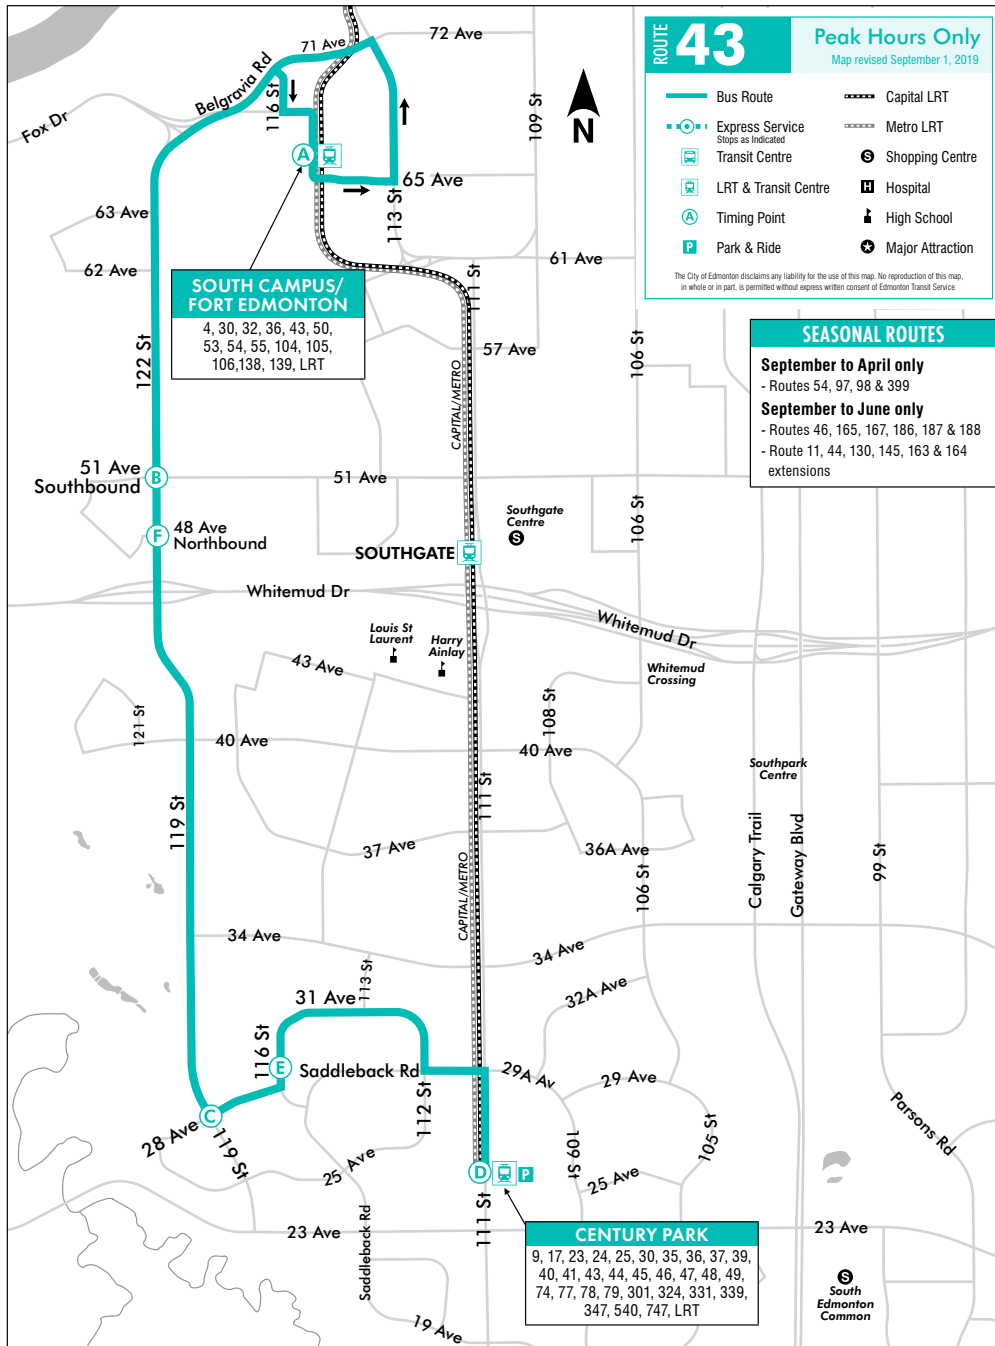 ROUTE 43
Peak Hours Only
Map revised September 1, 2019
Bus Route
Express Service
Stops as Indicated
Transit Centre
LRT & Transit Centre
A Timing Point
P Park & Ride
Capital LRT
Metro LRT
S Shopping Centre
H Hospital
High School
Major Attraction
The City of Edmonton disclaims any liability for the use of this map. No reproduction of this map,
in whole or in part, is permitted without express written consent of Edmonton Transit Service.
SEASONAL ROUTES
September to April only
- Routes 54, 97, 98 & 399
September to June only
- Routes 46, 165, 167, 186, 187 & 188
- Route 11, 44, 130, 145, 163 & 164
extensions
N
72 Ave
71 Ave
Belgravia Rd
116 St
Fox Dr
109 St
A
65 Ave
113 St
63 Ave
62 Ave
61 Ave
111 St
SOUTH CAMPUS/
FORT EDMONTON
4, 30, 32, 36, 43, 50,
53, 54, 55, 104, 105,
106,138, 139, LRT
122 St
57 Ave
106 St
CAPITAL/METRO
51 Ave
Southbound
B
51 Ave
F
48 Ave
Northbound
Southgate
Centre
S
106 St
SOUTHGATE
Whitemud Dr
Whitemud Dr
Louis St
Laurent
Harry
Ainlay
43 Ave
Whitemud
Crossing
121 St
108 St
40 Ave
40 Ave
Southpark
Centre
119 St
111 St
37 Ave
36A Ave
Calgary Trail
Gateway Blvd
99 St
106 St
CAPITAL/METRO
34 Ave
34 Ave
113 St
31 Ave
32A Ave
116 St
E
Saddleback Rd
29A Av
29 Ave
112 St
C
28 Ave
119 St
25 Ave
109 St
105 St
Parsons Rd
25 Ave
D
P
111 St
23 Ave
23 Ave
Saddleback Rd
CENTURY PARK
9, 17, 23, 24, 25, 30, 35, 36, 37, 39,
40, 41, 43, 44, 45, 46, 47, 48, 49,
74, 77, 78, 79, 301, 324, 331, 339,
347, 540, 747, LRT
S
South
Edmonton
Common
19 Ave